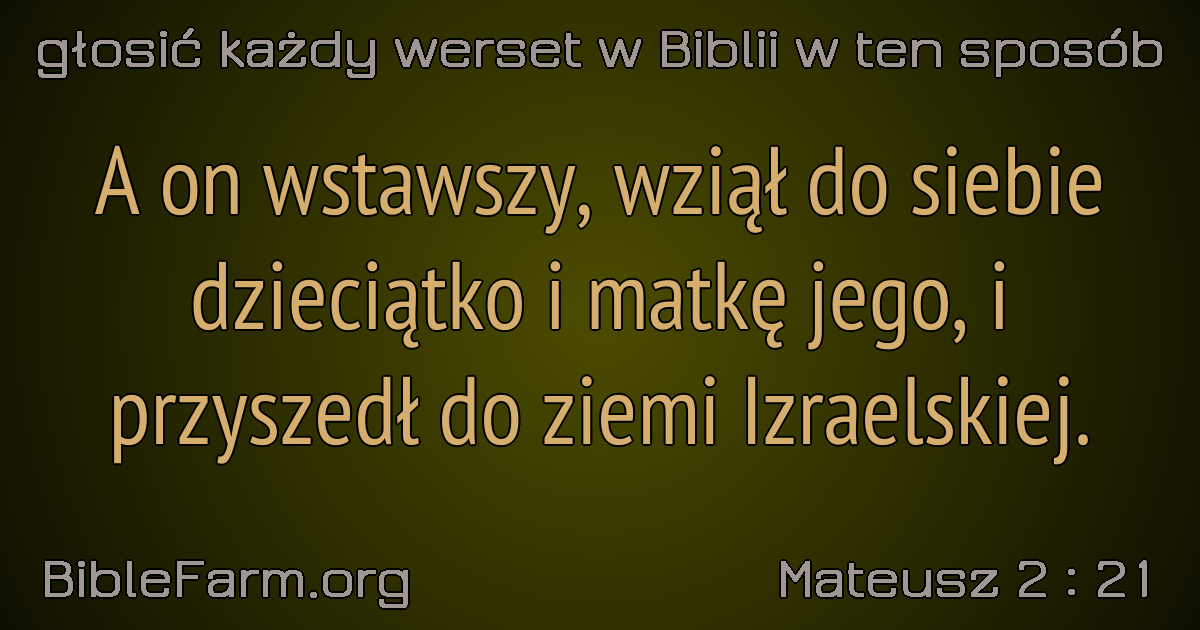 głosić każdy werset w Biblii w ten sposób
A on wstawszy, wziął do siebie
dzieciątko i matkę jego, i
przyszedł do ziemi Izraelskiej.
BibleFarm.org
Mateusz 2 : 21